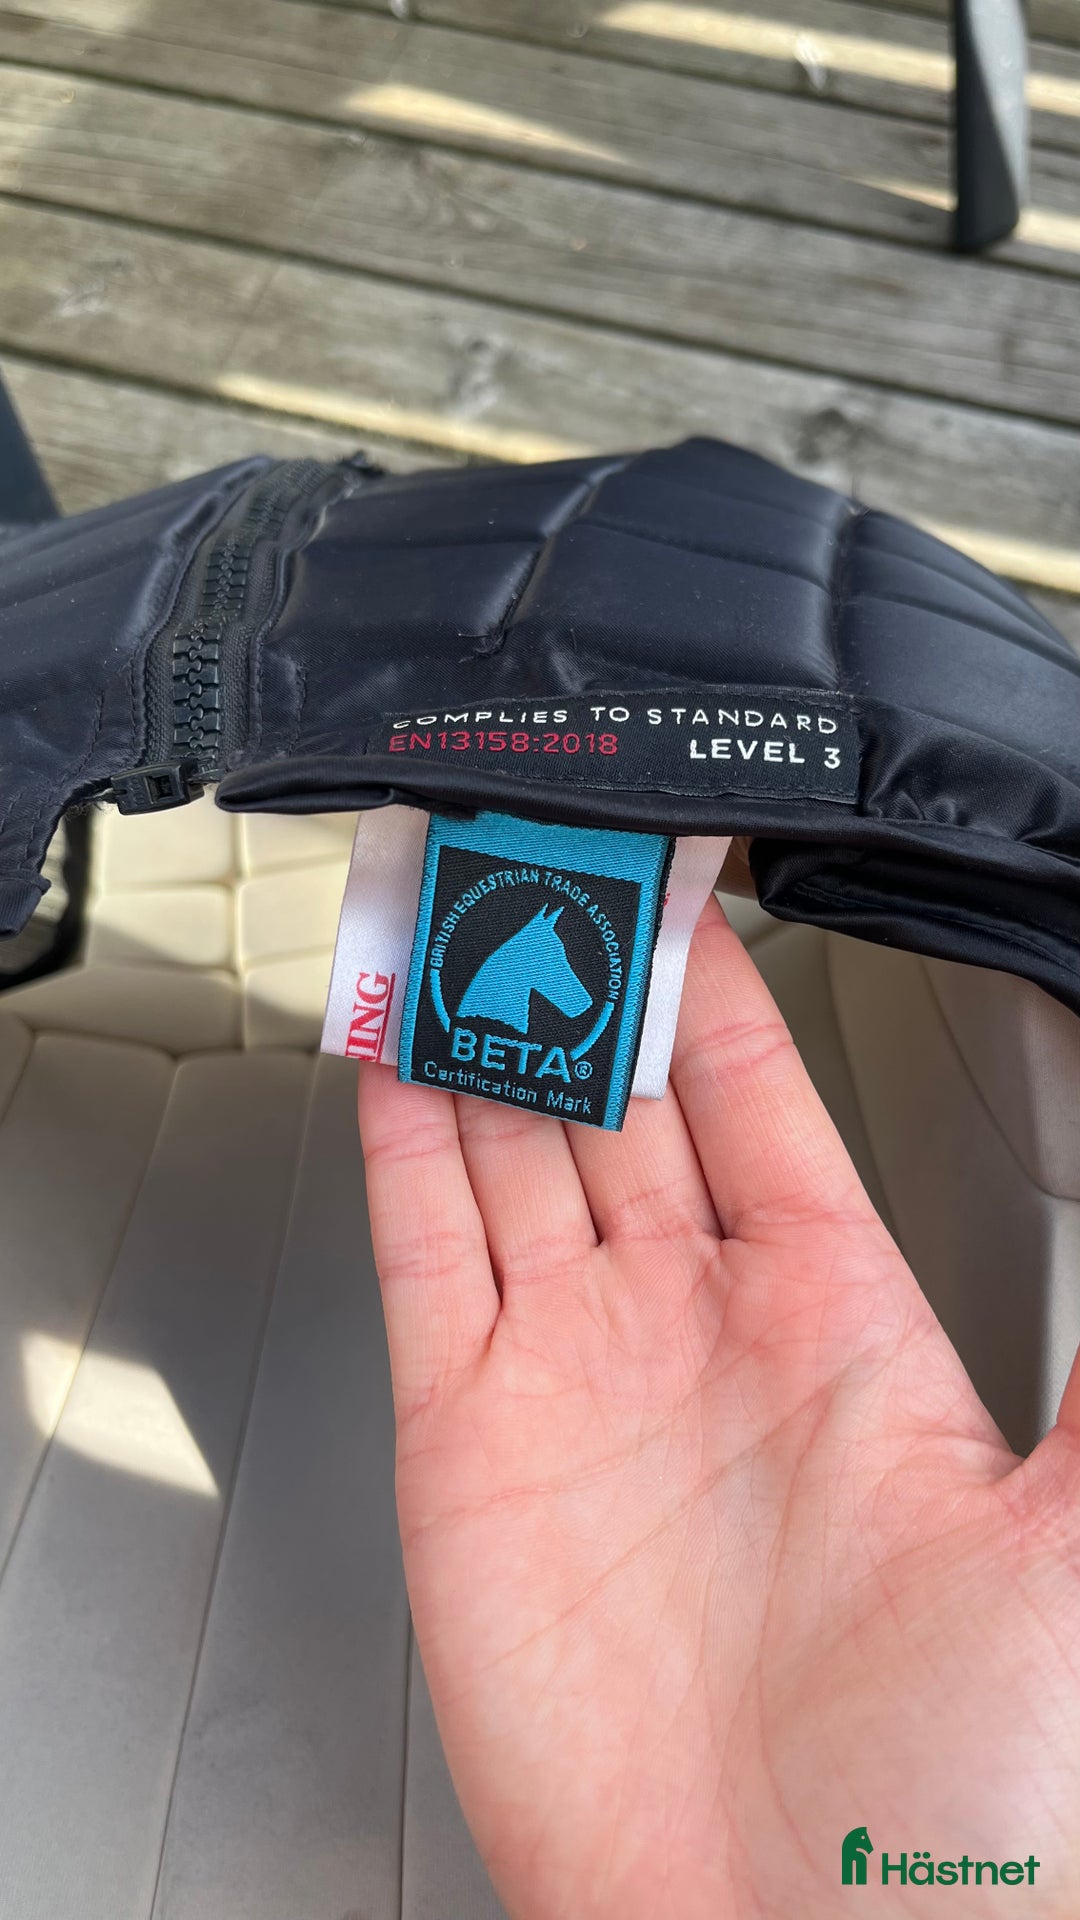 COMPLIES TO STANDARD
EN13158:2018 LEVEL 3
BRITISH EQUESTRIAN TRADE ASSOCIATION
BETA®
Certification Mark
Hästnet